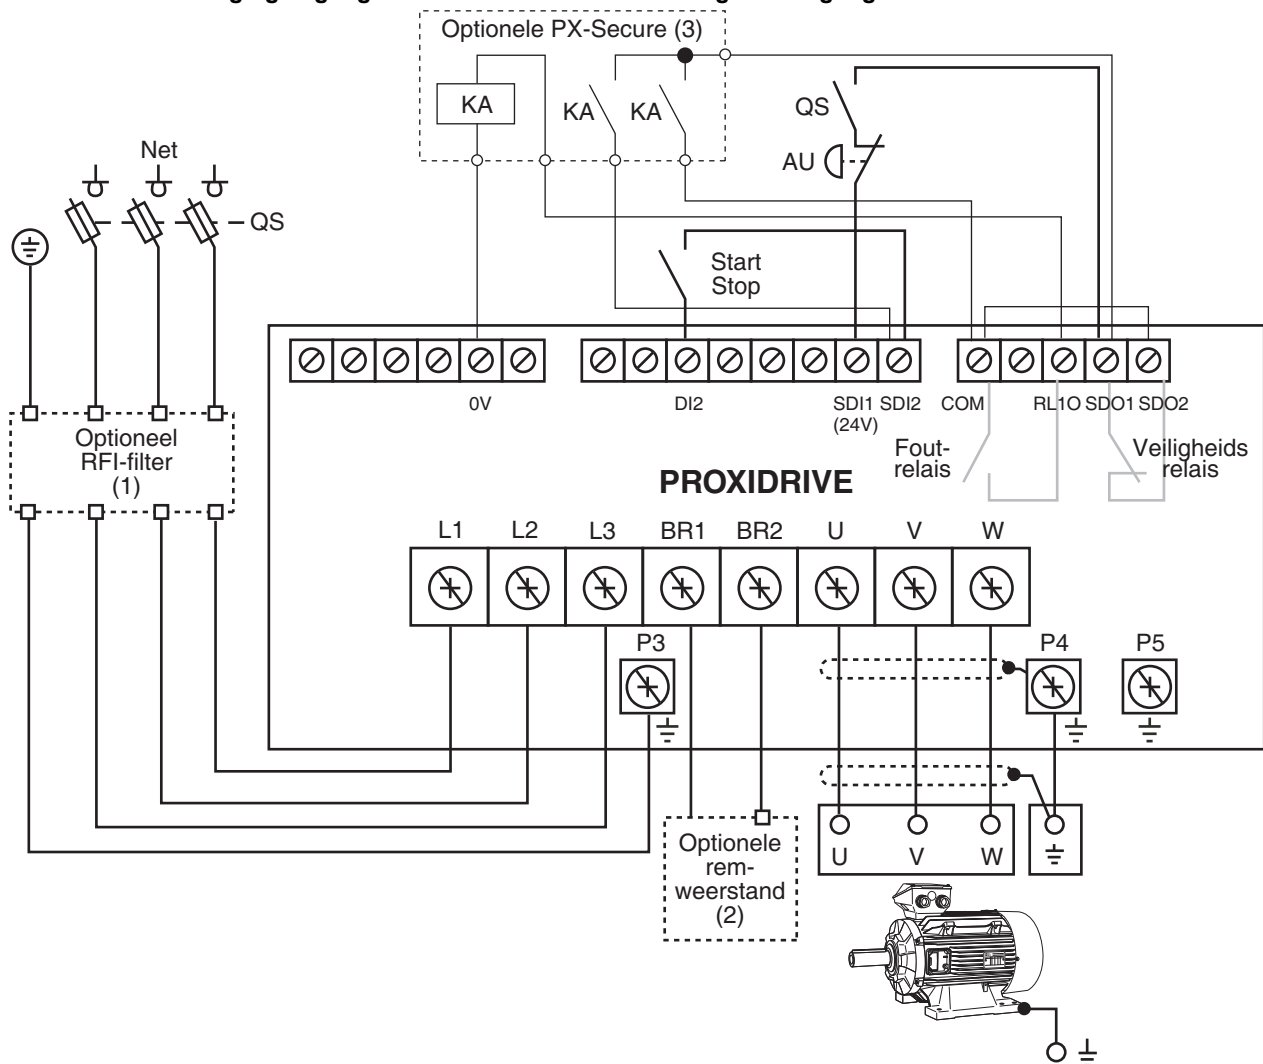 Optionele PX-Secure (3)
KA
KA
KA
QS
AU
Net
QS
Start
Stop
0V
DI2
SDI1
(24V)
SDI2
COM
RL1O
SDO1
SDO2
Optioneel
RFI-filter
(1)
Fout-
relais
Veiligheids
relais
PROXIDRIVE
L1
L2
L3
BR1
BR2
U
V
W
P3
P4
P5
Optionele
rem-
weerstand
(2)
U
V
W